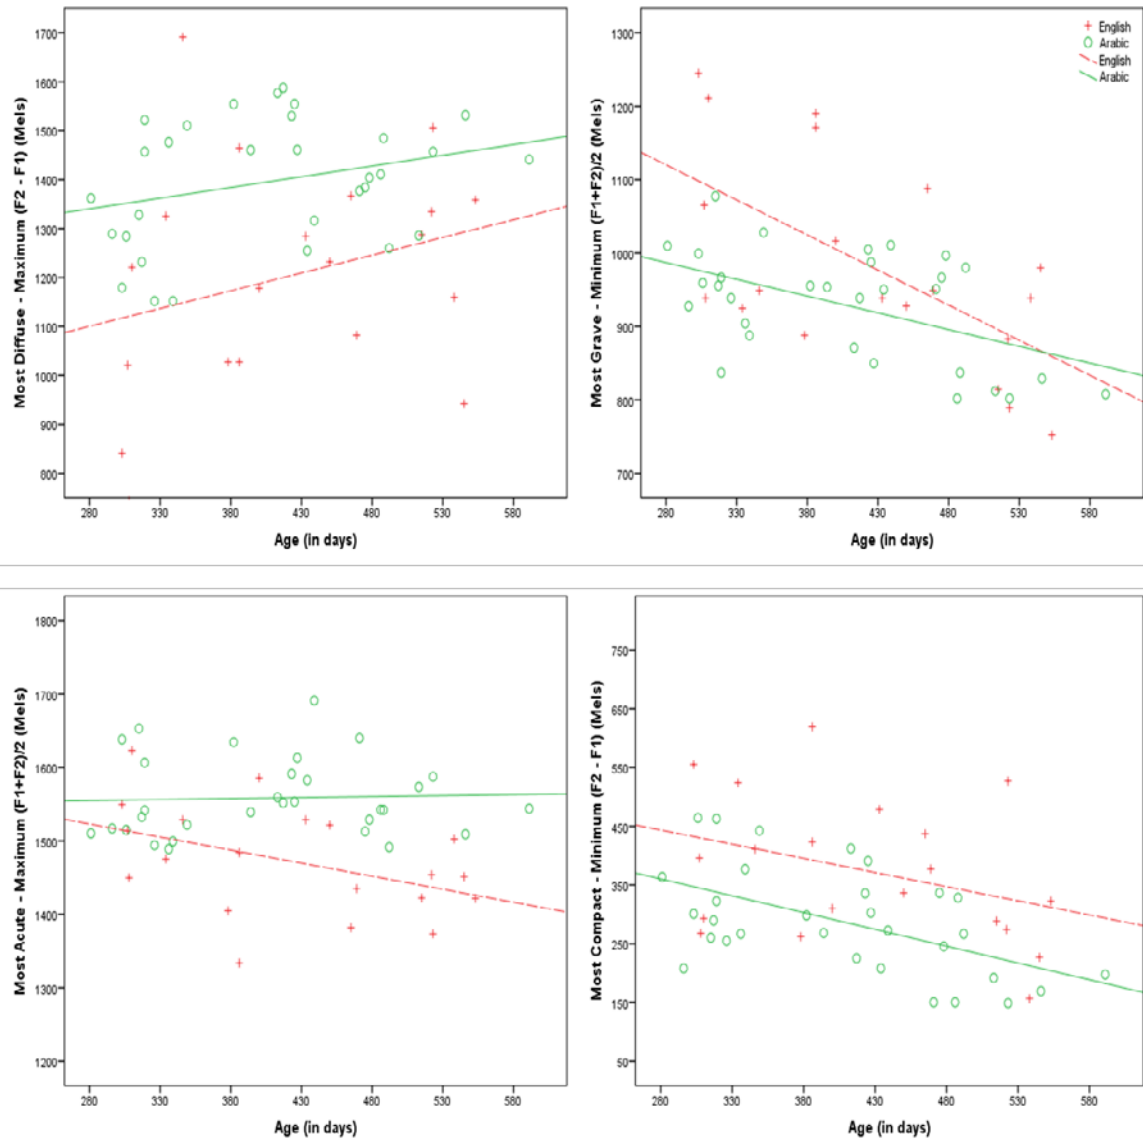 Most Diffuse - Maximum (F2 - F1) (Mels)
1700
1600
1500
1400
1300
1200
1100
1000
900
800
280 330 380 430 480 530 580
Age (in days)
Most Grave - Minimum (F1+F2)/2 (Mels)
1300
1200
1100
1000
900
800
700
280 330 380 430 480 530 580
Age (in days)
English
Arabic
English
Arabic
Most Acute - Maximum (F1+F2)/2 (Mels)
1800
1700
1600
1500
1400
1300
1200
280 330 380 430 480 530 580
Age (in days)
Most Compact - Minimum (F2 - F1) (Mels)
750
650
550
450
350
250
150
50
280 330 380 430 480 530 580
Age (in days)